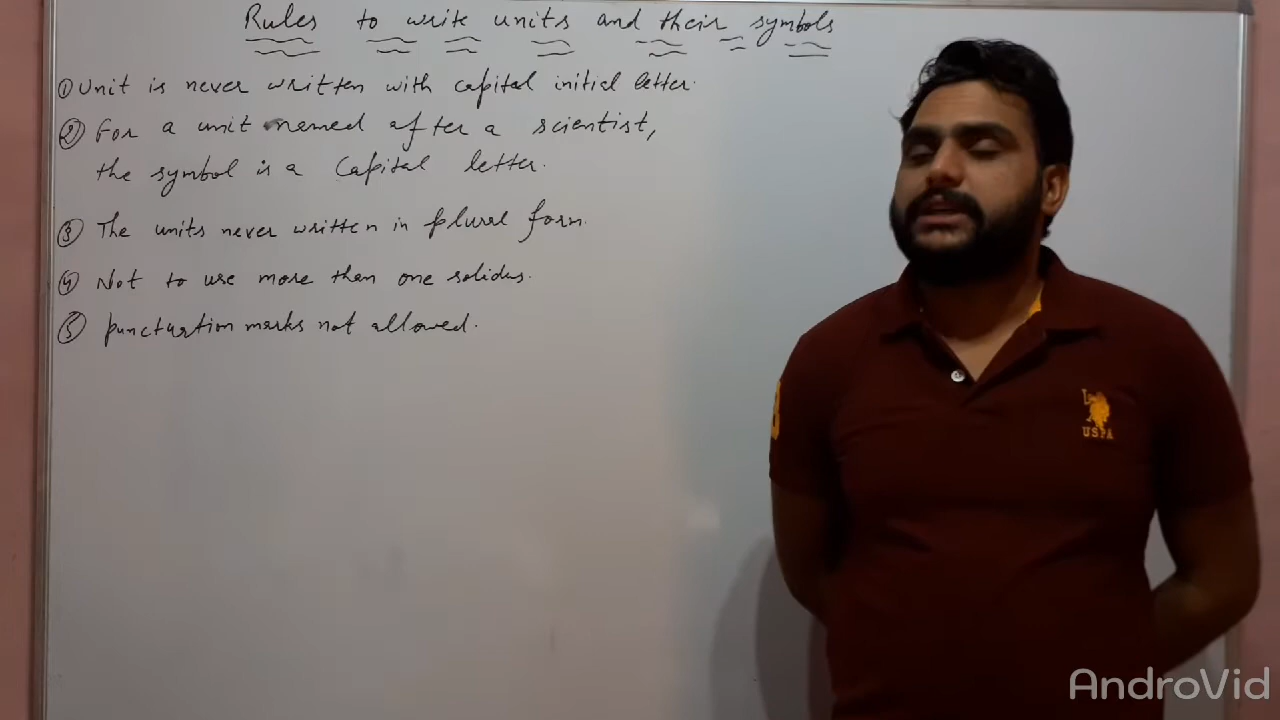 Rules to write units and their symbols
① Unit is never written with capital initial letter.
② For a unit named after a scientist,
the symbol is a Capital letter.
③ The units never written in plural form.
④ Not to use more than one solidus.
⑤ punctuation marks not allowed.
USPA
AndroVid